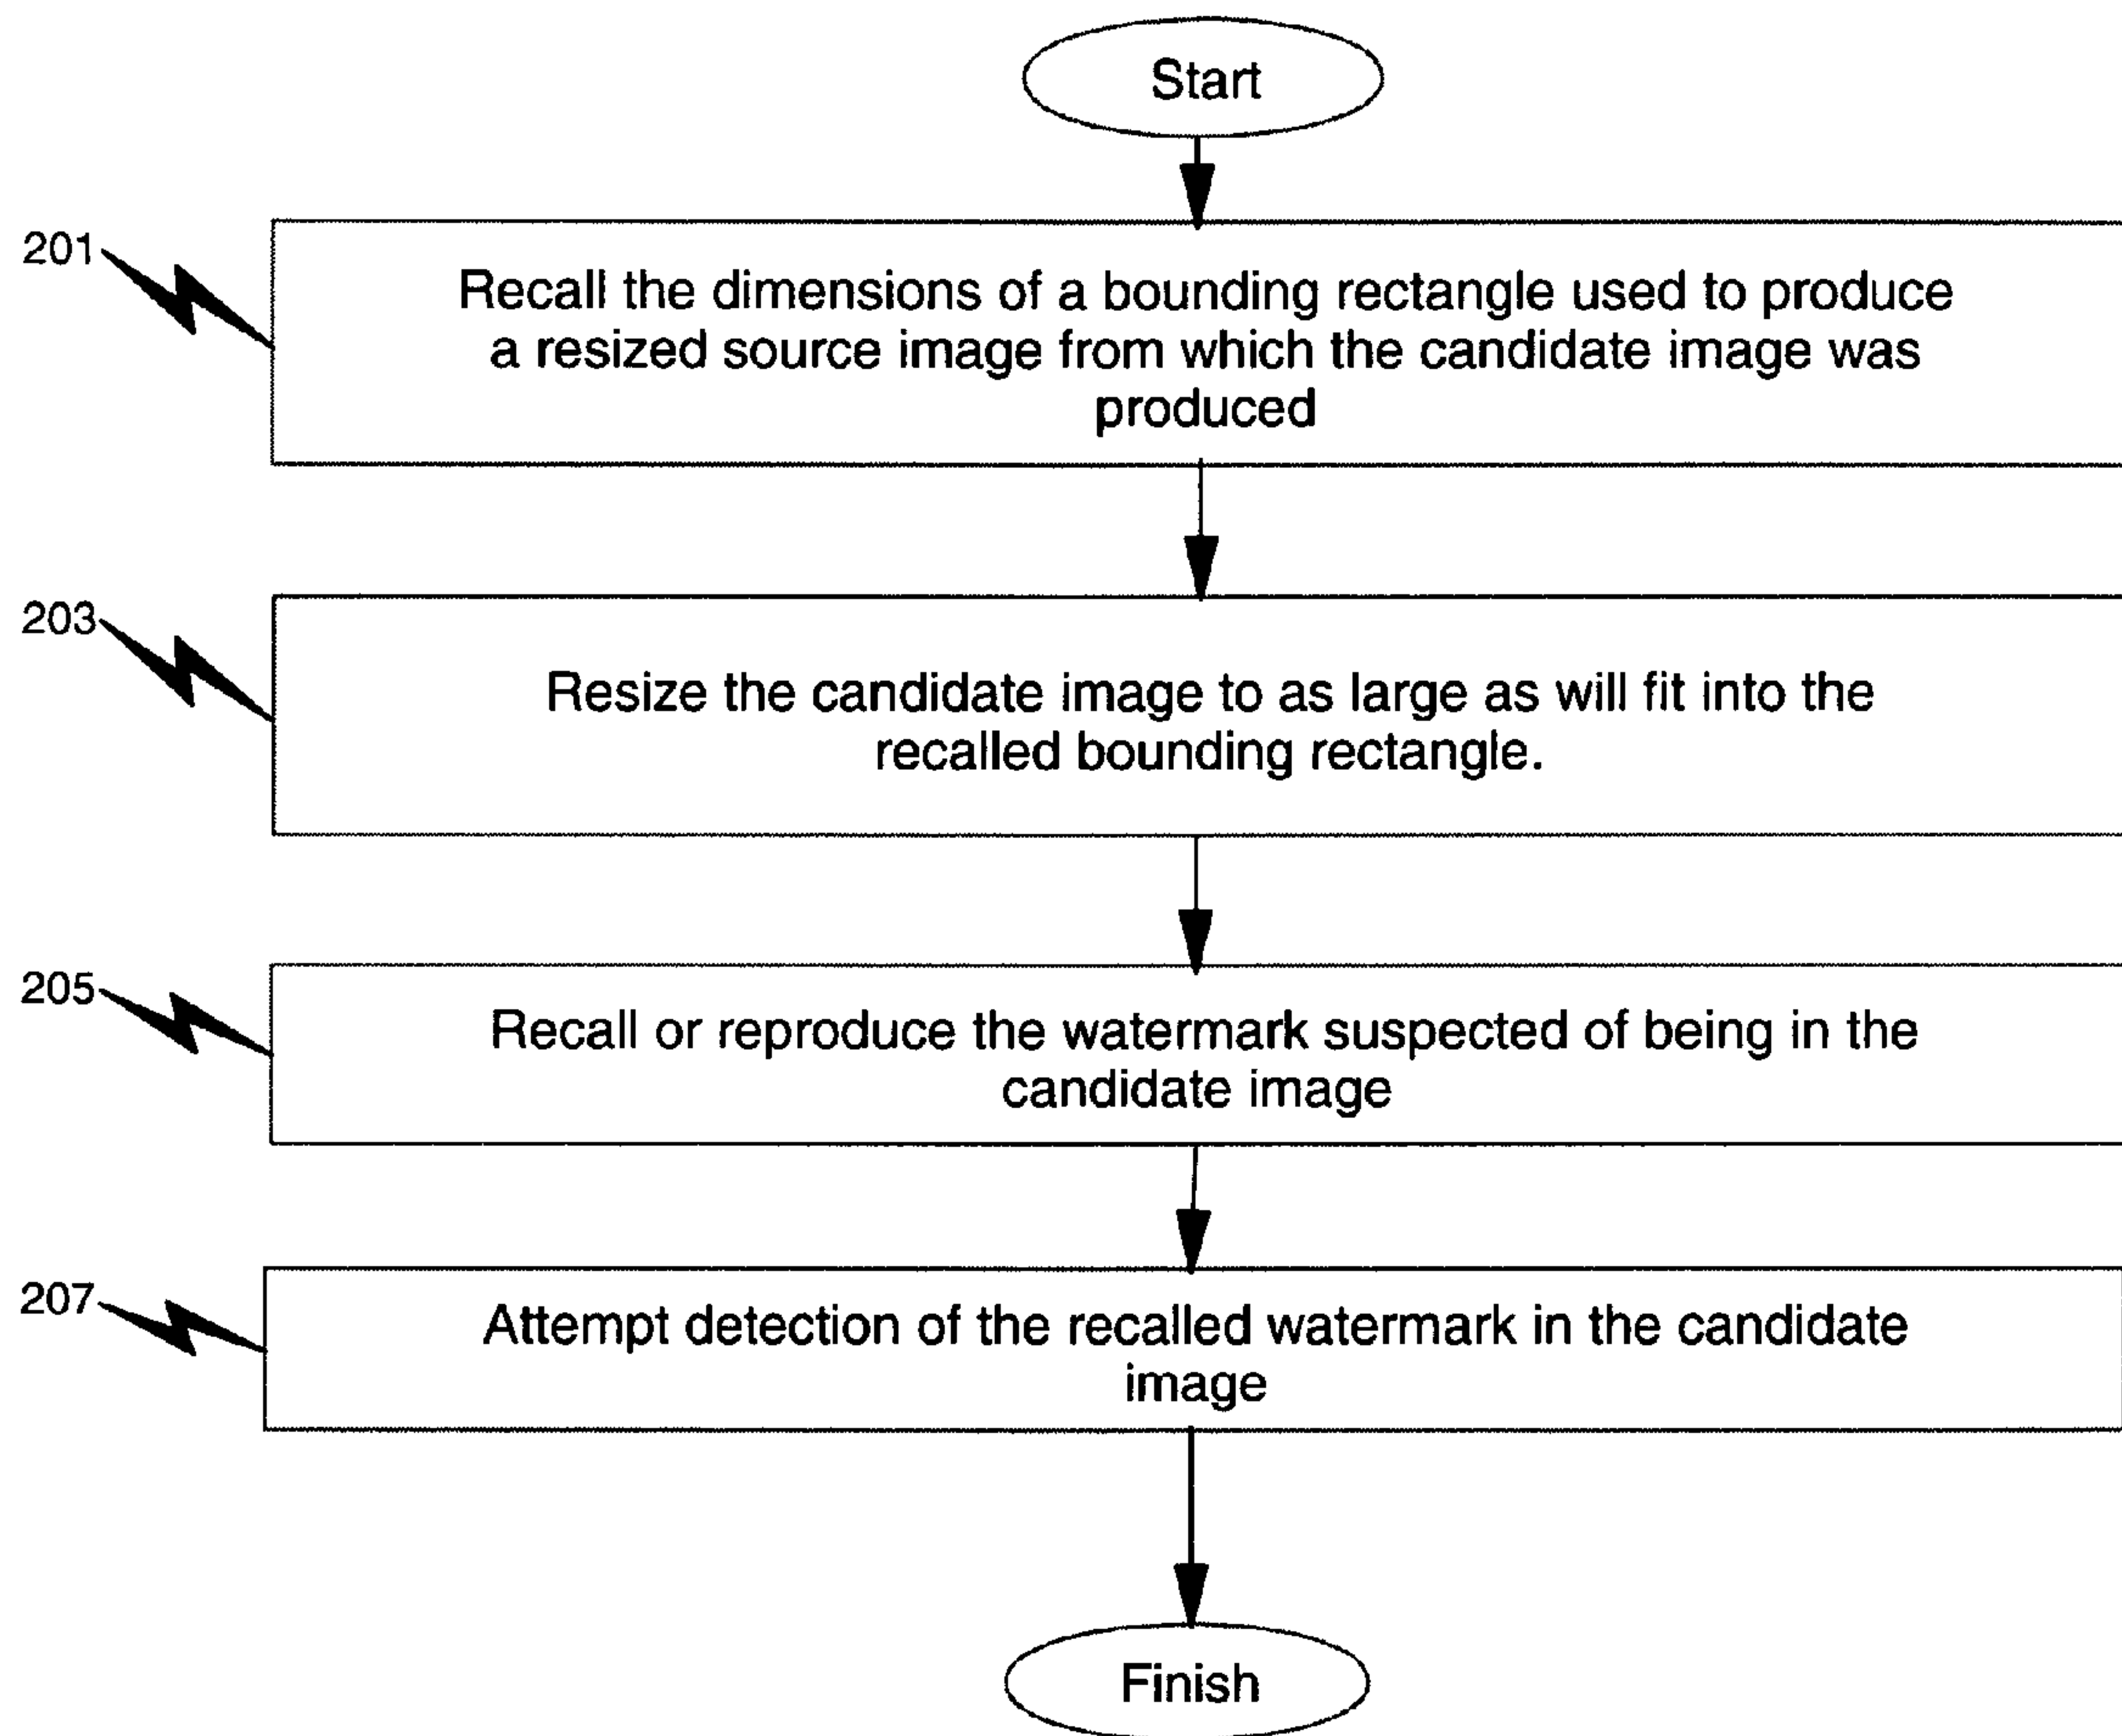 Start
201
Recall the dimensions of a bounding rectangle used to produce
a resized source image from which the candidate image was
produced
203
Resize the candidate image to as large as will fit into the
recalled bounding rectangle.
205
Recall or reproduce the watermark suspected of being in the
candidate image
207
Attempt detection of the recalled watermark in the candidate
image
Finish